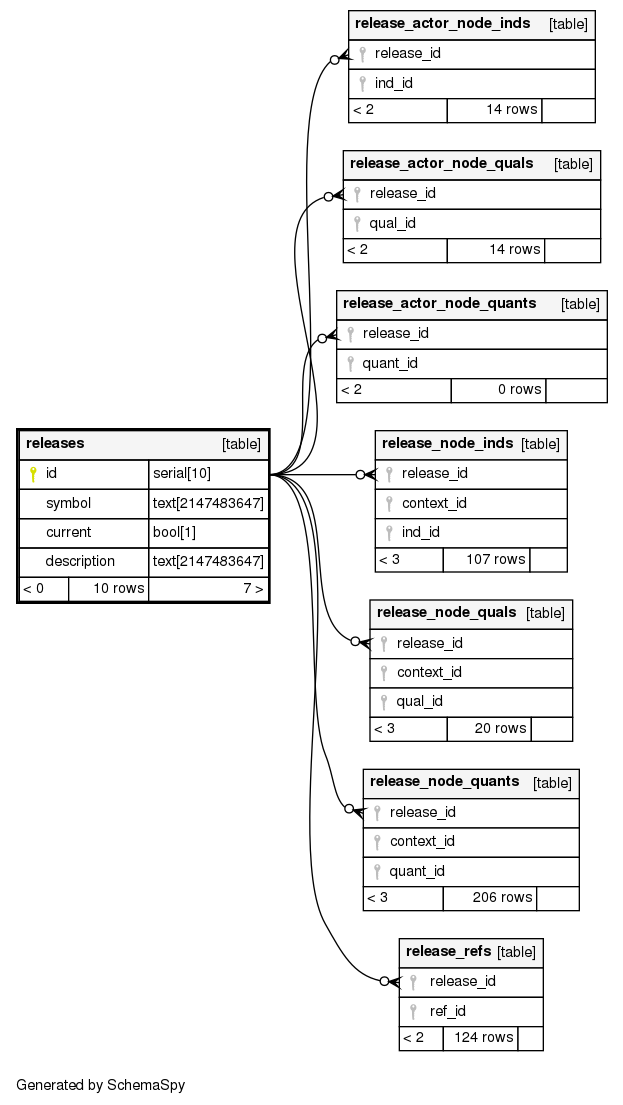 release_actor_node_inds [table]
release_id
ind_id
< 2 14 rows
release_actor_node_quals [table]
release_id
qual_id
< 2 14 rows
release_actor_node_quants [table]
release_id
quant_id
< 2 0 rows
releases [table]
id serial[10]
symbol text[2147483647]
current bool[1]
description text[2147483647]
< 0 10 rows 7 >
release_node_inds [table]
release_id
context_id
ind_id
< 3 107 rows
release_node_quals [table]
release_id
context_id
qual_id
< 3 20 rows
release_node_quants [table]
release_id
context_id
quant_id
< 3 206 rows
release_refs [table]
release_id
ref_id
< 2 124 rows
Generated by SchemaSpy